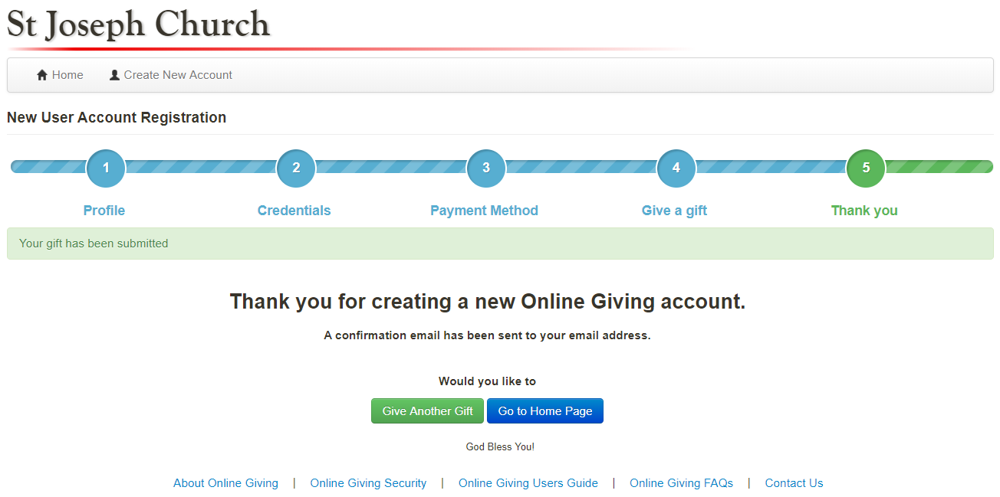 St Joseph Church
Home Create New Account
New User Account Registration
1 2 3 4 5
Profile Credentials Payment Method Give a gift Thank you
Your gift has been submitted
Thank you for creating a new Online Giving account.
A confirmation email has been sent to your email address.
Would you like to
Give Another Gift Go to Home Page
God Bless You!
About Online Giving | Online Giving Security | Online Giving Users Guide | Online Giving FAQs | Contact Us